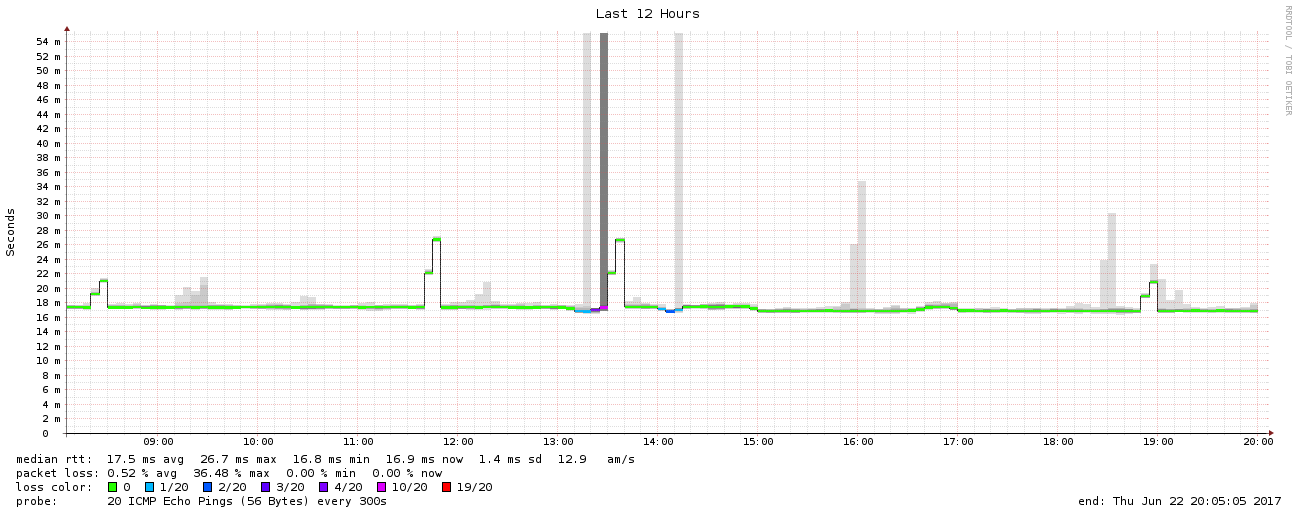 Last 12 Hours
RRDTOOL / TOBI OETIKER
Seconds
54 m
52 m
50 m
48 m
46 m
44 m
42 m
40 m
38 m
36 m
34 m
32 m
30 m
28 m
26 m
24 m
22 m
20 m
18 m
16 m
14 m
12 m
10 m
8 m
6 m
4 m
2 m
0
09:00 10:00 11:00 12:00 13:00 14:00 15:00 16:00 17:00 18:00 19:00 20:00
median rtt: 17.5 ms avg 26.7 ms max 16.8 ms min 16.9 ms now 1.4 ms sd 12.9 am/s
packet loss: 0.52 % avg 36.48 % max 0.00 % min 0.00 % now
loss color: 0 1/20 2/20 3/20 4/20 10/20 19/20
probe: 20 ICMP Echo Pings (56 Bytes) every 300s end: Thu Jun 22 20:05:05 2017